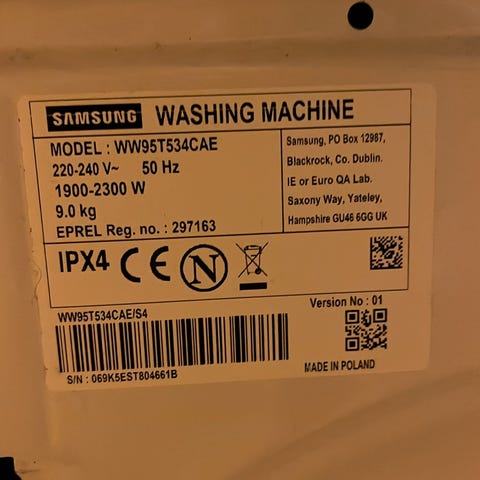 SAMSUNG WASHING MACHINE
MODEL : WW95T534CAE
220-240 V~ 50 Hz
1900-2300 W
9.0 kg
EPREL Reg. no. : 297163
Samsung, PO Box 12987,
Blackrock, Co. Dublin.
IE or Euro QA Lab.
Saxony Way, Yateley,
Hampshire GU46 6GG UK
IPX4 CE N
WW95T534CAE/S4
Version No : 01
S/N : 069K5EST804661B
MADE IN POLAND